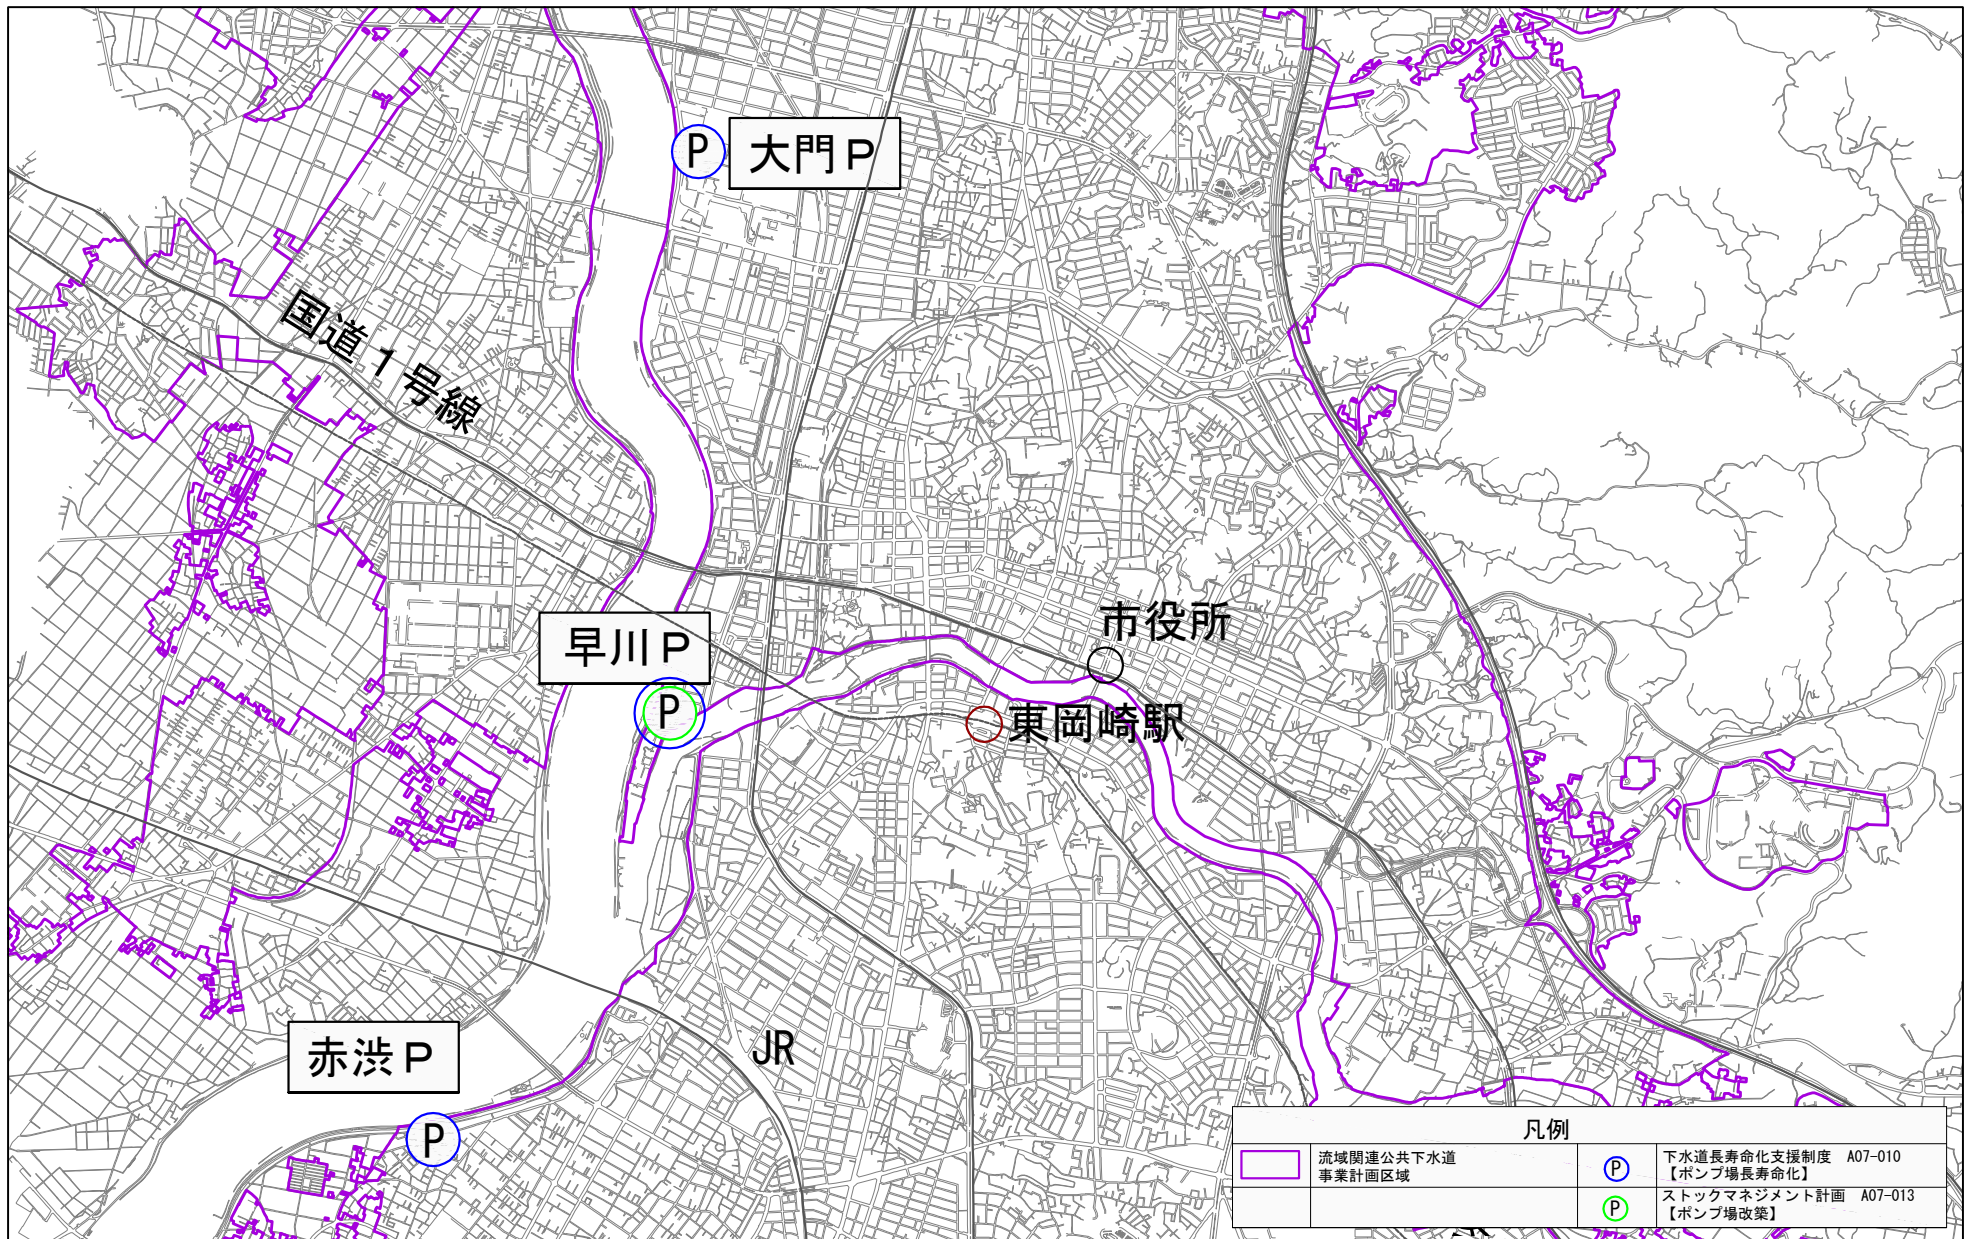 P
大門P
国道1号線
市役所
早川P
P
東岡崎駅
赤渋P
JR
P
凡例
流域関連公共下水道
事業計画区域
P
下水道長寿命化支援制度 A07-010
【ポンプ場長寿命化】
P
ストックマネジメント計画 A07-013
【ポンプ場改築】